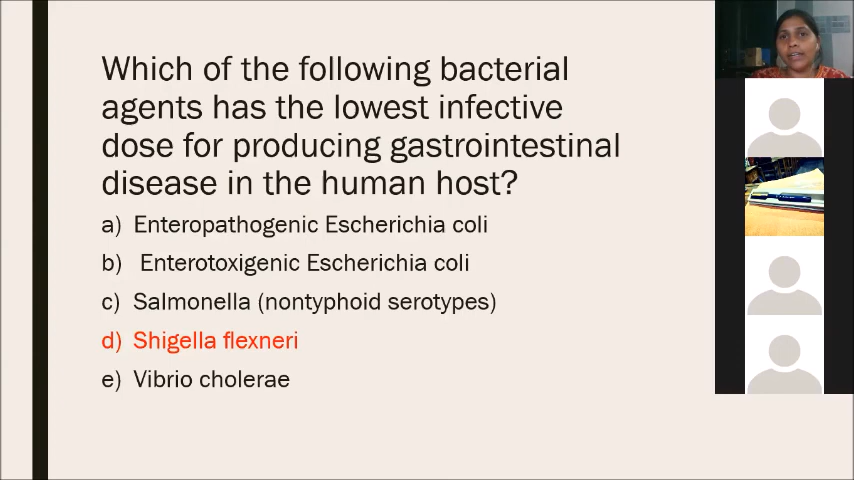 Which of the following bacterial
agents has the lowest infective
dose for producing gastrointestinal
disease in the human host?
a) Enteropathogenic Escherichia coli
b) Enterotoxigenic Escherichia coli
c) Salmonella (nontyphoid serotypes)
d) Shigella flexneri
e) Vibrio cholerae